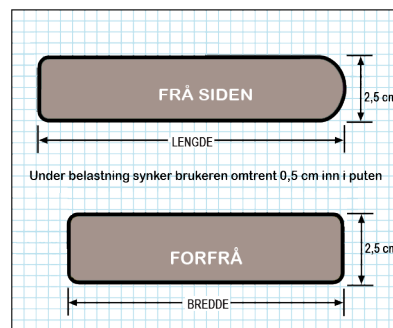 FRÅ SIDEN
2,5 cm
LENGDE
Under belastning synker brukeren omtrent 0,5 cm inn i puten
FORFRÅ
2,5 cm
BREDDE